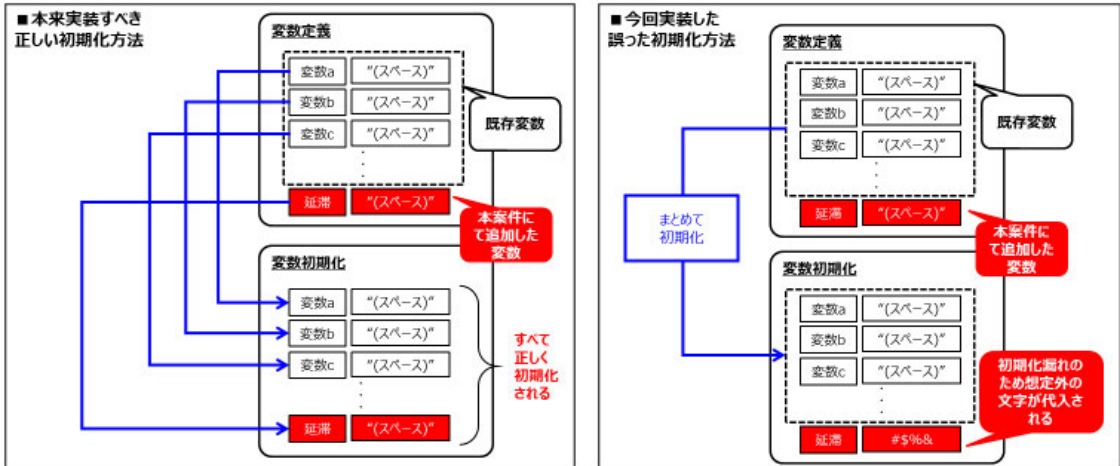 ■本来実装すべき
正しい初期化方法
変数定義
変数a “(スペース)”
変数b “(スペース)”
変数c “(スペース)”
・
・
・
既存変数
延滞 “(スペース)”
本案件に
て追加した
変数
変数初期化
変数a “(スペース)”
変数b “(スペース)”
変数c “(スペース)”
・
・
・
延滞 “(スペース)”
すべて
正しく
初期化
される
■今回実装した
誤った初期化方法
変数定義
変数a “(スペース)”
変数b “(スペース)”
変数c “(スペース)”
・
・
・
既存変数
延滞 “(スペース)”
本案件に
て追加した
変数
まとめて
初期化
変数初期化
変数a “(スペース)”
変数b “(スペース)”
変数c “(スペース)”
・
・
・
延滞 #$%&
初期化漏れの
ため想定外の
文字が代入さ
れる